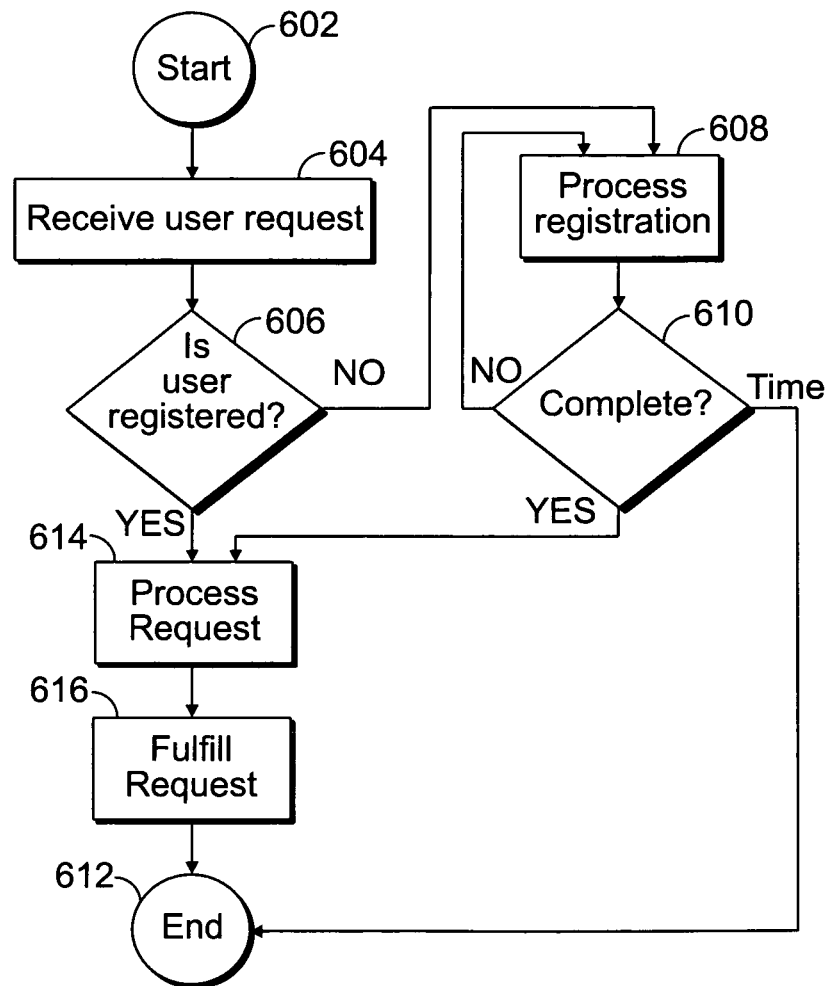 602
Start
604
Receive user request
606
Is
user
registered?
NO
608
Process
registration
610
NO
Complete?
Time
YES
YES
614
Process
Request
616
Fulfill
Request
612
End